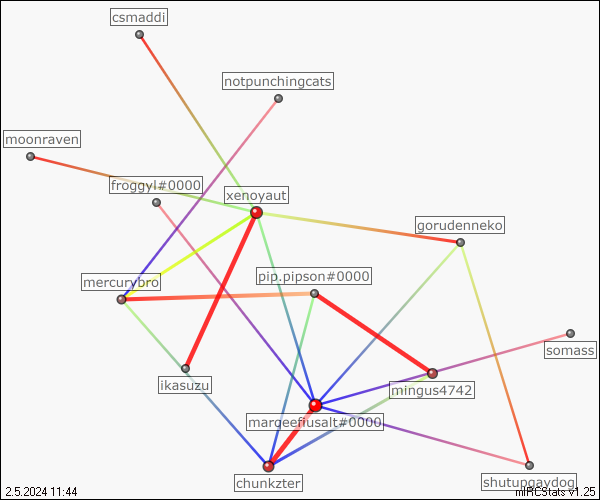 csmaddi
notpunchingcats
moonraven
froggyl#0000
xenoyaut
gorudenneko
pip.pipson#0000
mercurybro
somass
ikasuzu
mingus4742
marqeefiusalt#0000
chunkzter
shutupgaydog
2.5.2024 11:44
mIRCStats v1.25